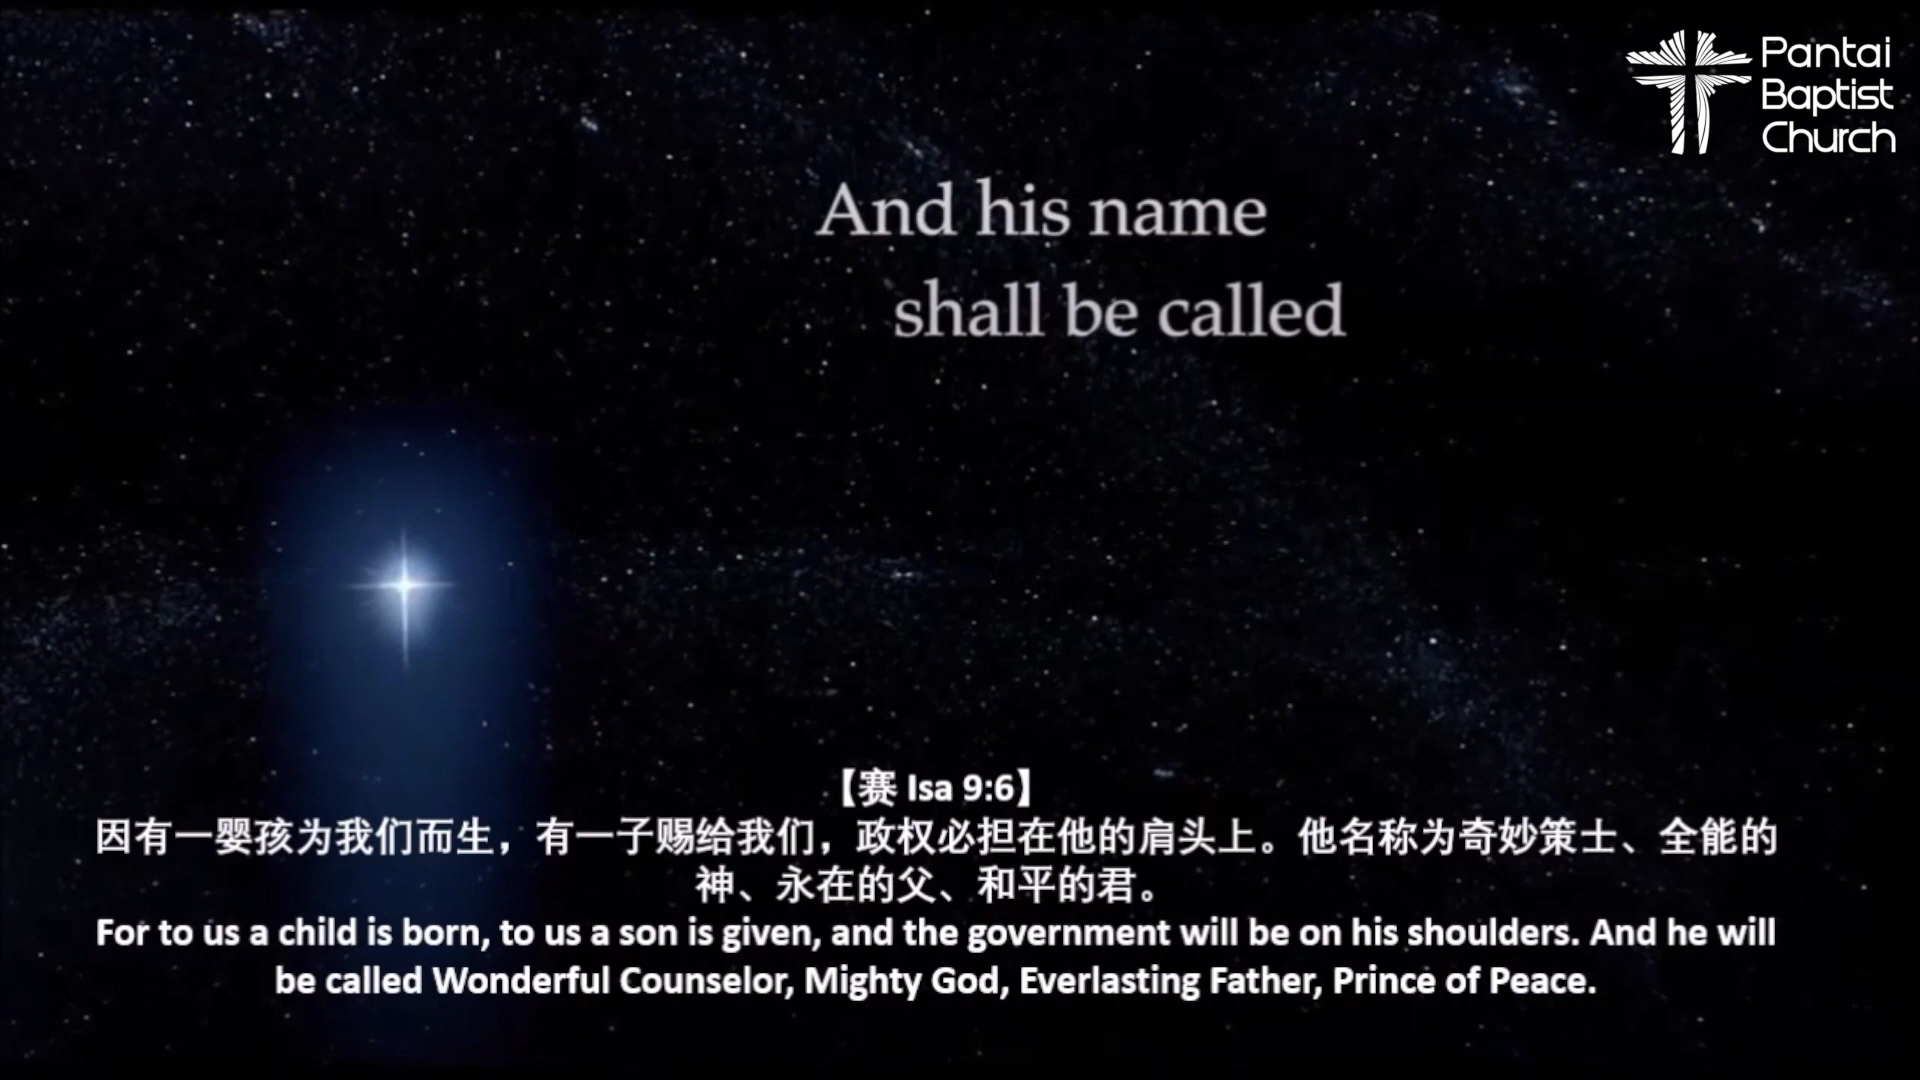 Pantai
Baptist
Church
And his name
shall be called
【赛 Isa 9:6】
因有一婴孩为我们而生，有一子赐给我们，政权必担在他的肩头上。他名称为奇妙策士、全能的
神、永在的父、和平的君。
For to us a child is born, to us a son is given, and the government will be on his shoulders. And he will
be called Wonderful Counselor, Mighty God, Everlasting Father, Prince of Peace.